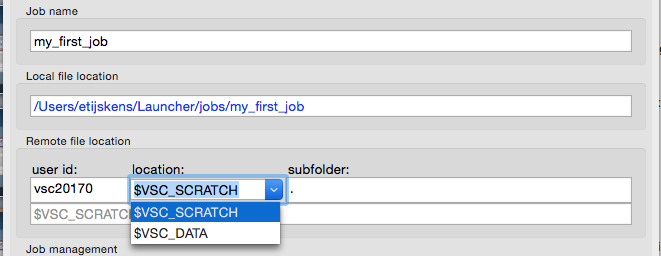 Job name
my_first_job
Local file location
/Users/etijskens/Launcher/jobs/my_first_job
Remote file location
user id: location: subfolder:
vsc20170 $VSC_SCRATCH .
$VSC_SCRATCH
$VSC_DATA
Job management